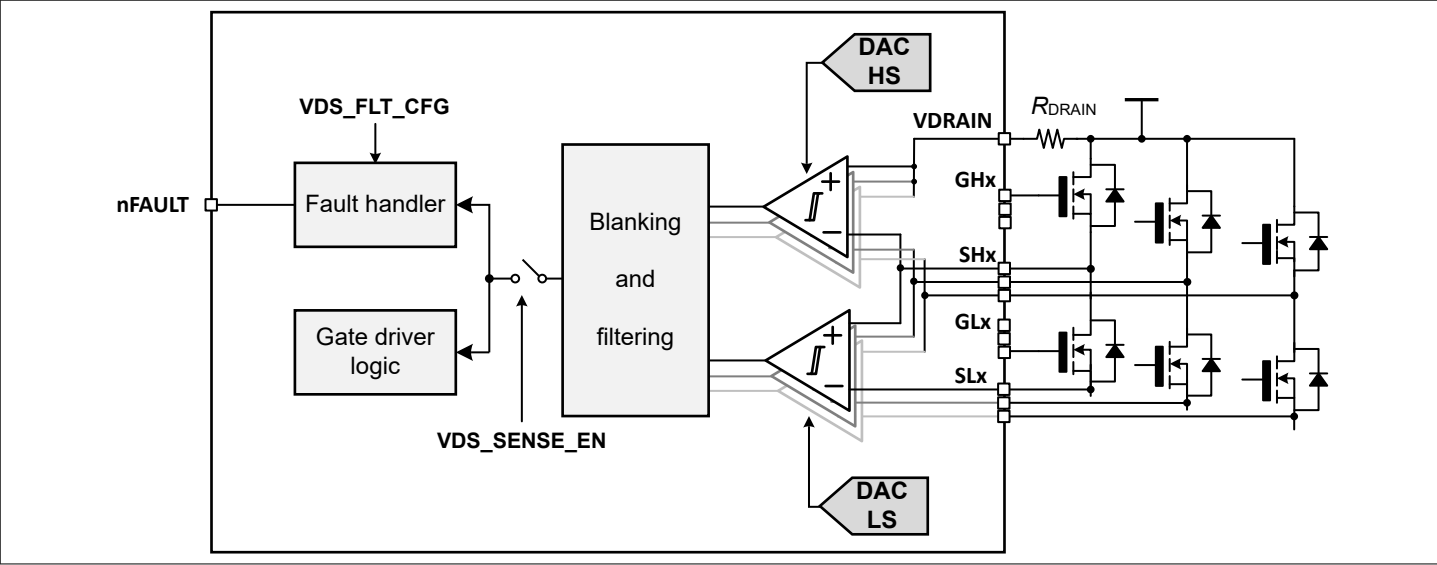 DAC
HS
VDS_FLT_CFG
RDRAIN
VDRAIN
GHx
nFAULT
Fault handler
Blanking
and
filtering
SHx
GLx
Gate driver
logic
SLx
VDS_SENSE_EN
DAC
LS